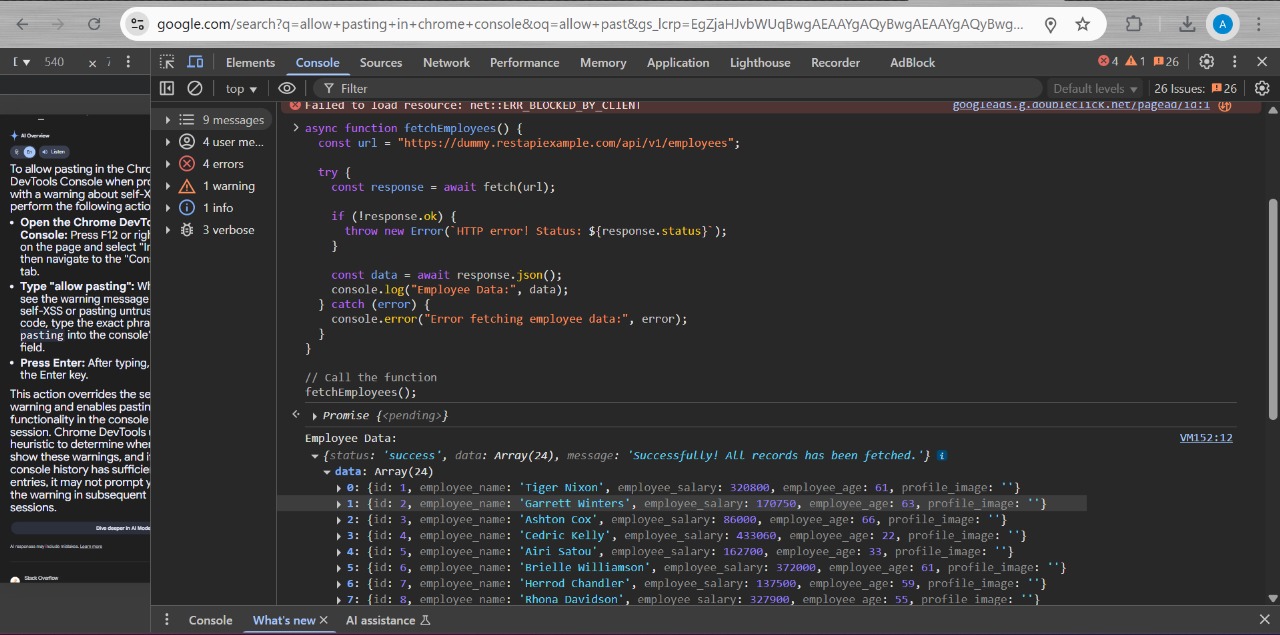 google.com/search?q=allow+pasting+in+chrome+console&oq=allow+past&gs_lcrp=EgZjaHJvbWUqBwgAEAAYgAQyBwgAEAAYgAQyBwg...
A
540
Elements Console Sources Network Performance Memory Application Lighthouse Recorder AdBlock
4 1 26
top Filter Default levels 26 Issues: 26
9 messages
4 user me...
4 errors
1 warning
1 info
3 verbose
AI Overview
En Listen
To allow pasting in the Chro
DevTools Console when pro
with a warning about self-X
perform the following actio
• Open the Chrome DevTo
Console: Press F12 or righ
on the page and select "In
then navigate to the "Con
tab.
• Type "allow pasting": Wh
see the warning message
self-XSS or pasting untrus
code, type the exact phra
pasting into the console'
field.
• Press Enter: After typing,
the Enter key.
This action overrides the se
warning and enables pastin
functionality in the console
session. Chrome DevTools u
heuristic to determine when
show these warnings, and i
console history has sufficie
entries, it may not prompt y
the warning in subsequent
sessions.
Dive deeper in AI Mode
AI responses may include mistakes. Learn more
Stack Overflow
Failed to load resource: net::ERR_BLOCKED_BY_CLIENT googleads.g.doubleclick.net/pagead/id:1
> async function fetchEmployees() {
const url = "https://dummy.restapiexample.com/api/v1/employees";
try {
const response = await fetch(url);
if (!response.ok) {
throw new Error(`HTTP error! Status: ${response.status}`);
}
const data = await response.json();
console.log("Employee Data:", data);
} catch (error) {
console.error("Error fetching employee data:", error);
}
}
// Call the function
fetchEmployees();
Promise {<pending>}
Employee Data: VM152:12
{status: 'success', data: Array(24), message: 'Successfully! All records has been fetched.'}
data: Array(24)
0: {id: 1, employee_name: 'Tiger Nixon', employee_salary: 320800, employee_age: 61, profile_image: ''}
1: {id: 2, employee_name: 'Garrett Winters', employee_salary: 170750, employee_age: 63, profile_image: ''}
2: {id: 3, employee_name: 'Ashton Cox', employee_salary: 86000, employee_age: 66, profile_image: ''}
3: {id: 4, employee_name: 'Cedric Kelly', employee_salary: 433060, employee_age: 22, profile_image: ''}
4: {id: 5, employee_name: 'Airi Satou', employee_salary: 162700, employee_age: 33, profile_image: ''}
5: {id: 6, employee_name: 'Brielle Williamson', employee_salary: 372000, employee_age: 61, profile_image: ''}
6: {id: 7, employee_name: 'Herrod Chandler', employee_salary: 137500, employee_age: 59, profile_image: ''}
7: {id: 8, employee_name: 'Rhona Davidson', employee_salary: 327900, employee_age: 55, profile_image: ''}
Console What's new AI assistance